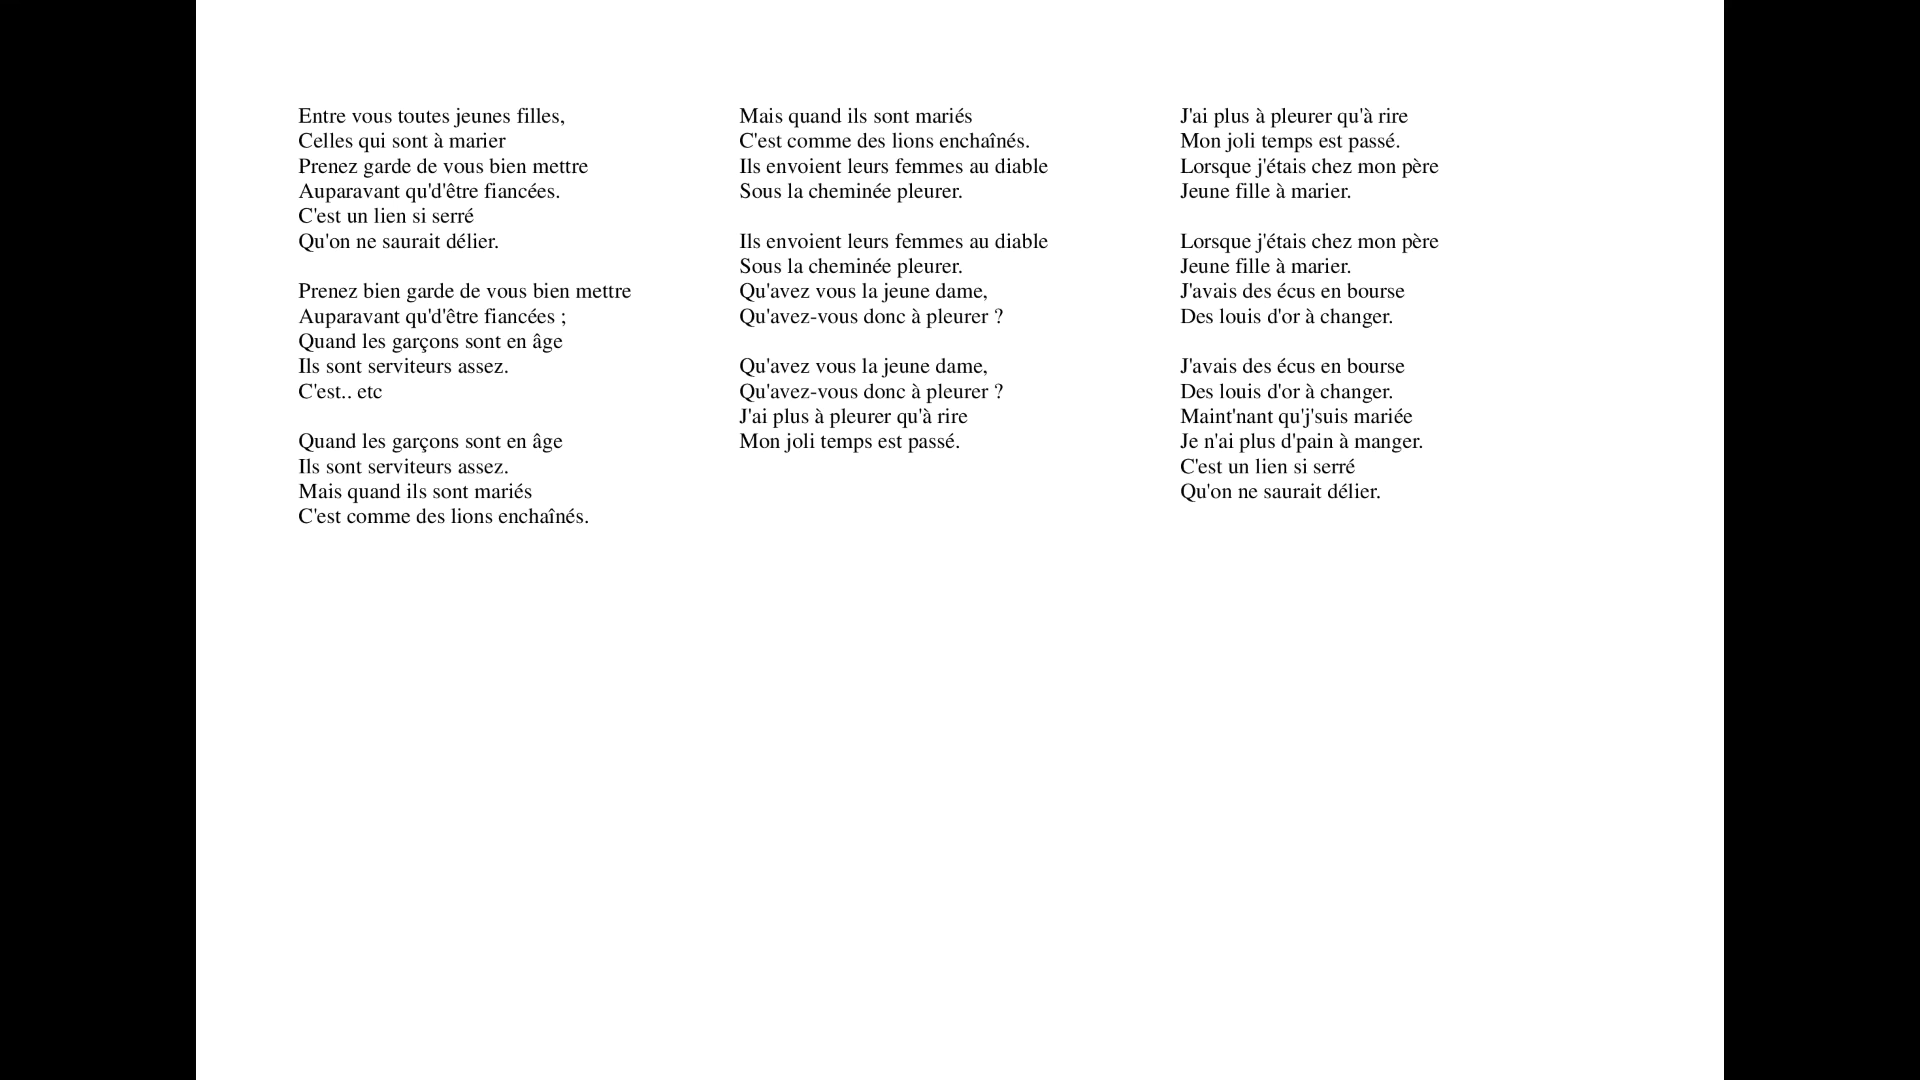 Entre vous toutes jeunes filles,
Celles qui sont à marier
Prenez garde de vous bien mettre
Auparavant qu'd'être fiancées.
C'est un lien si serré
Qu'on ne saurait délier.

Prenez bien garde de vous bien mettre
Auparavant qu'd'être fiancées ;
Quand les garçons sont en âge
Ils sont serviteurs assez.
C'est.. etc

Quand les garçons sont en âge
Ils sont serviteurs assez.
Mais quand ils sont mariés
C'est comme des lions enchaînés.

Mais quand ils sont mariés
C'est comme des lions enchaînés.
Ils envoient leurs femmes au diable
Sous la cheminée pleurer.

Ils envoient leurs femmes au diable
Sous la cheminée pleurer.
Qu'avez vous la jeune dame,
Qu'avez-vous donc à pleurer ?

Qu'avez vous la jeune dame,
Qu'avez-vous donc à pleurer ?
J'ai plus à pleurer qu'à rire
Mon joli temps est passé.

J'ai plus à pleurer qu'à rire
Mon joli temps est passé.
Lorsque j'étais chez mon père
Jeune fille à marier.

Lorsque j'étais chez mon père
Jeune fille à marier.
J'avais des écus en bourse
Des louis d'or à changer.

J'avais des écus en bourse
Des louis d'or à changer.
Maint'nant qu'j'suis mariée
Je n'ai plus d'pain à manger.
C'est un lien si serré
Qu'on ne saurait délier.